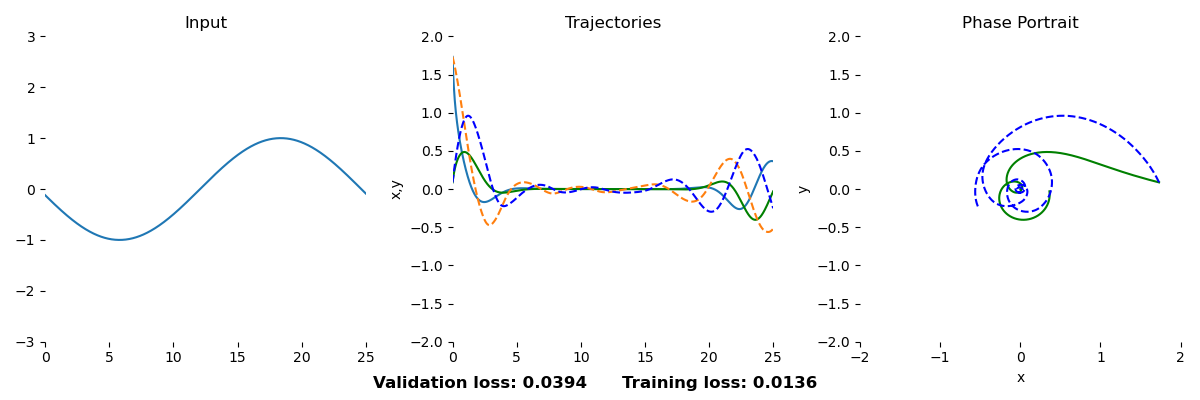 Input
3
2
1
0
−1
−2
−3
0 5 10 15 20 25
Trajectories
x,y
2.0
1.5
1.0
0.5
0.0
−0.5
−1.0
−1.5
−2.0
0 5 10 15 20 25
Phase Portrait
y
2.0
1.5
1.0
0.5
0.0
−0.5
−1.0
−1.5
−2.0
−2 −1 0 1 2
x
Validation loss: 0.0394 Training loss: 0.0136